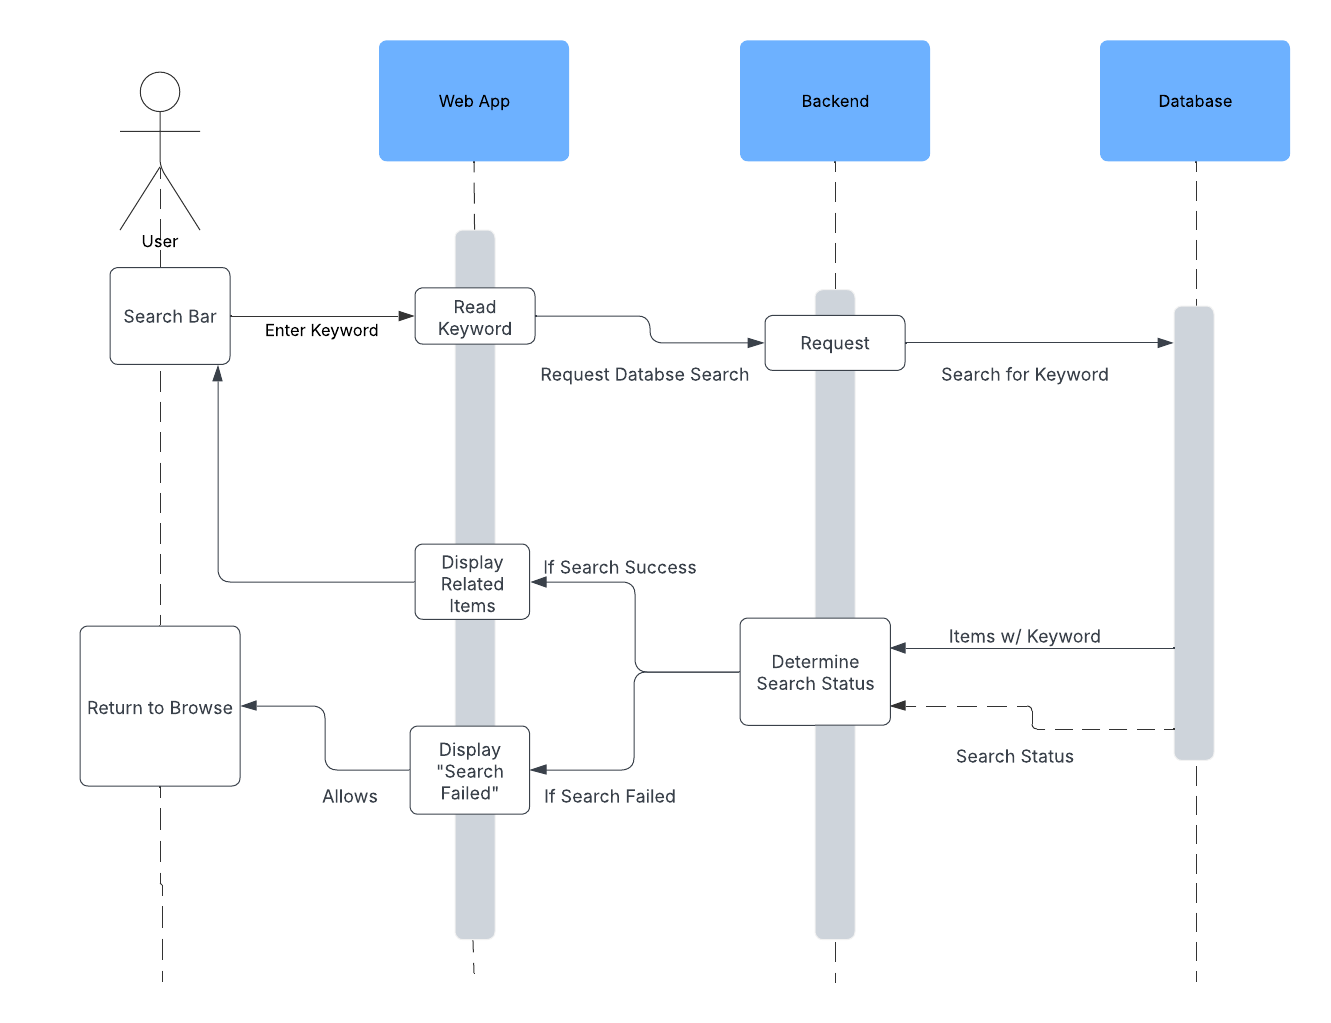 Web App
Backend
Database
User
Search Bar
Enter Keyword
Read
Keyword
Request Databse Search
Request
Search for Keyword
Display
Related
Items
If Search Success
Determine
Search Status
Items w/ Keyword
Search Status
Return to Browse
Allows
Display
"Search
Failed"
If Search Failed